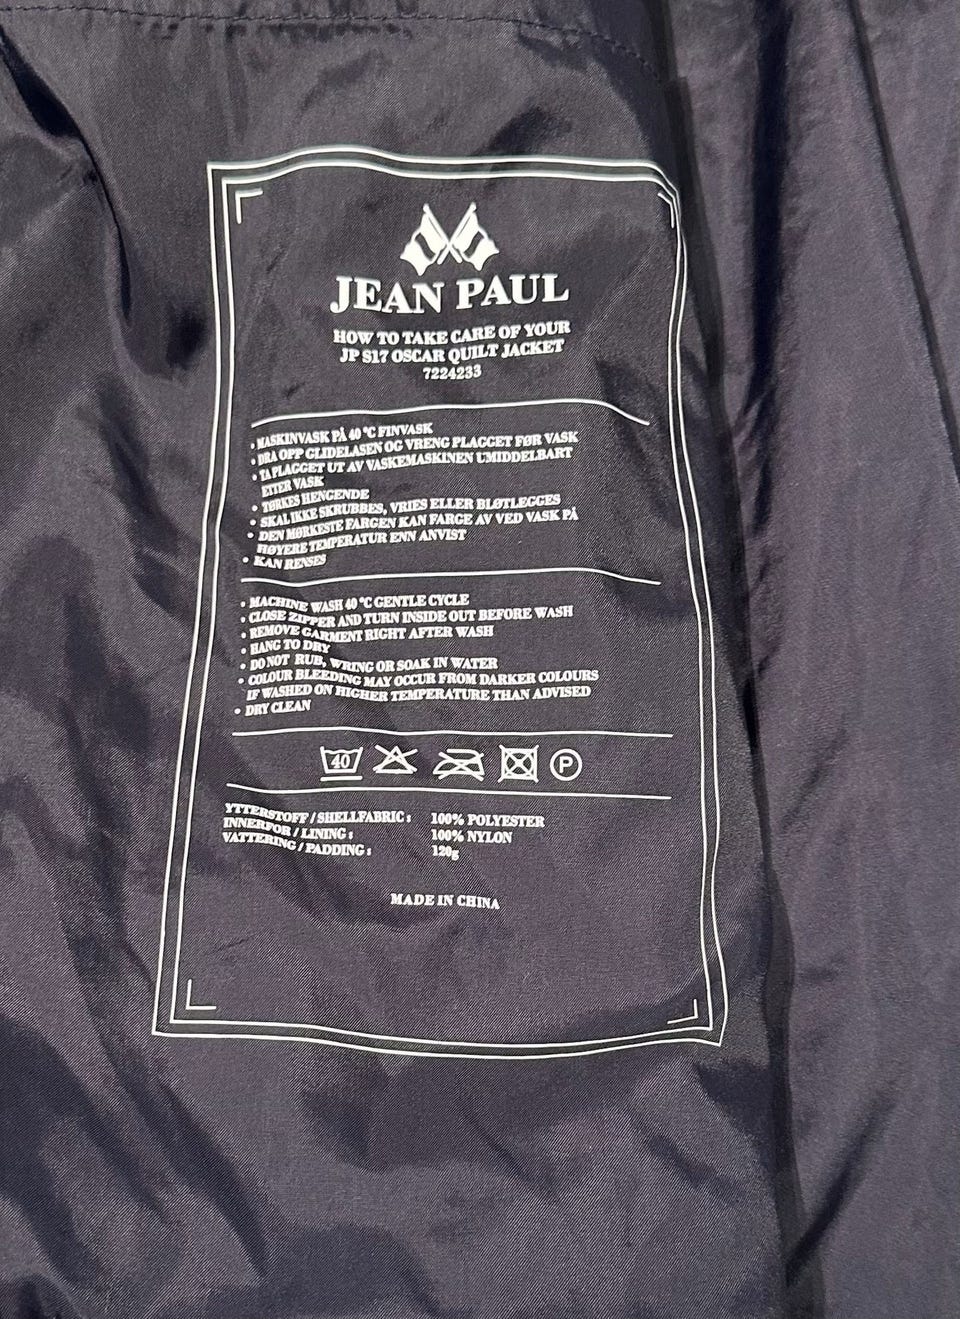 JEAN PAUL
HOW TO TAKE CARE OF YOUR
JP S17 OSCAR QUILT JACKET
7224233
• MASKINVASK PÅ 40 °C FINVASK
• DRA OPP GLIDELASEN OG VRENG PLAGGET FØR VASK
• TA PLAGGET UT AV VASKEMASKINEN UMIDDELBART
ETTER VASK
• TØRKES HENGENDE
• SKAL IKKE SKRUBBES, VRIES ELLER BLØTLEGGES
• DEN MØRKESTE FARGEN KAN FARGE AV VED VASK PÅ
HØYERE TEMPERATUR ENN ANVIST
• KAN RENSES
• MACHINE WASH 40 °C GENTLE CYCLE
• CLOSE ZIPPER AND TURN INSIDE OUT BEFORE WASH
• REMOVE GARMENT RIGHT AFTER WASH
• HANG TO DRY
• DO NOT RUB, WRING OR SOAK IN WATER
• COLOUR BLEEDING MAY OCCUR FROM DARKER COLOURS
IF WASHED ON HIGHER TEMPERATURE THAN ADVISED
• DRY CLEAN
40 P
YTTERSTOFF / SHELLFABRIC : 100% POLYESTER
INNERFOR / LINING : 100% NYLON
VATTERING / PADDING : 120g
MADE IN CHINA